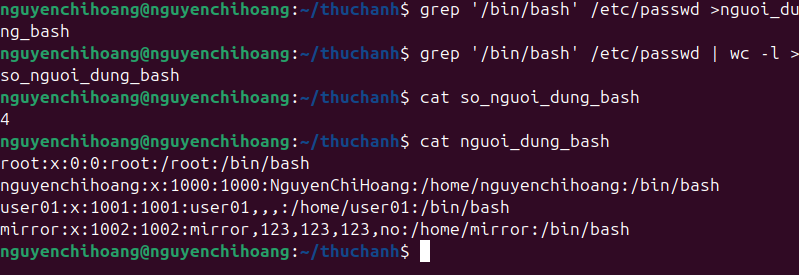 nguyenchihoang@nguyenchihoang:~/thuchanh$ grep '/bin/bash' /etc/passwd >nguoi_du
ng_bash
nguyenchihoang@nguyenchihoang:~/thuchanh$ grep '/bin/bash' /etc/passwd | wc -l >
so_nguoi_dung_bash
nguyenchihoang@nguyenchihoang:~/thuchanh$ cat so_nguoi_dung_bash
4
nguyenchihoang@nguyenchihoang:~/thuchanh$ cat nguoi_dung_bash
root:x:0:0:root:/root:/bin/bash
nguyenchihoang:x:1000:1000:NguyenChiHoang:/home/nguyenchihoang:/bin/bash
user01:x:1001:1001:user01,,,:/home/user01:/bin/bash
mirror:x:1002:1002:mirror,123,123,123,no:/home/mirror:/bin/bash
nguyenchihoang@nguyenchihoang:~/thuchanh$